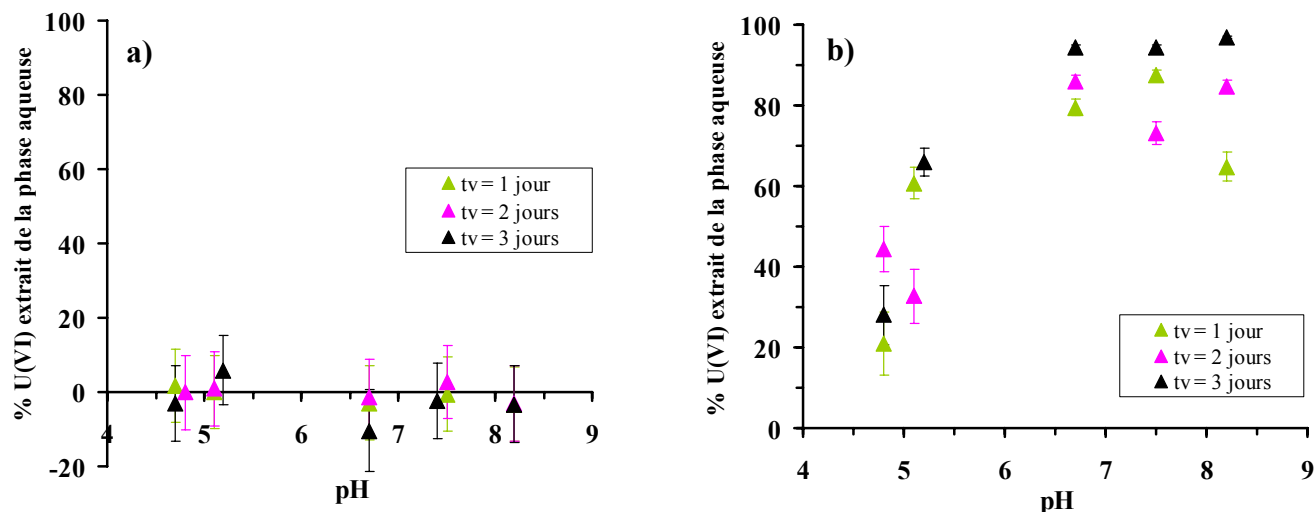 a)
% U(VI) extrait de la phase aqueuse
100
80
60
40
20
0
-20
4 5 6 7 8 9
pH
tv = 1 jour
tv = 2 jours
tv = 3 jours
b)
% U(VI) extrait de la phase aqueuse
100
80
60
40
20
0
4 5 6 7 8 9
pH
tv = 1 jour
tv = 2 jours
tv = 3 jours